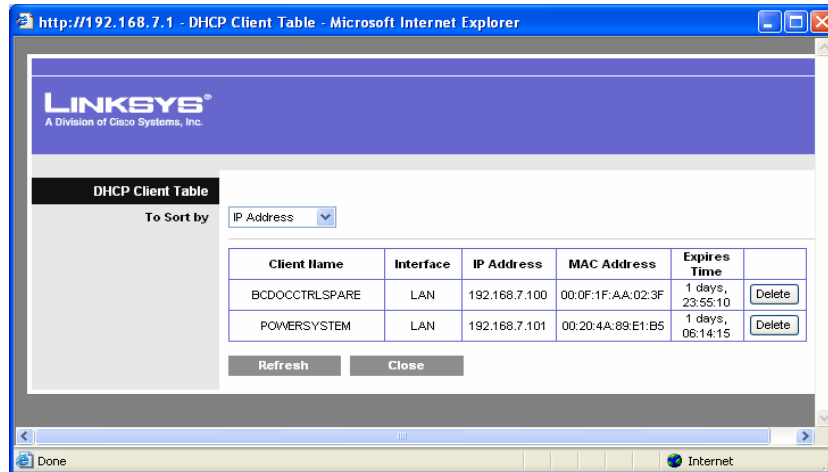 http://192.168.7.1 - DHCP Client Table - Microsoft Internet Explorer
LINKSYS®
A Division of Cisco Systems, Inc.
DHCP Client Table
To Sort by IP Address
Client Name Interface IP Address MAC Address Expires Time
BCDOCCTRLSPARE LAN 192.168.7.100 00:0F:1F:AA:02:3F 1 days, 23:55:10 Delete
POWERSYSTEM LAN 192.168.7.101 00:20:4A:89:E1:B5 1 days, 06:14:15 Delete
Refresh Close
Done Internet